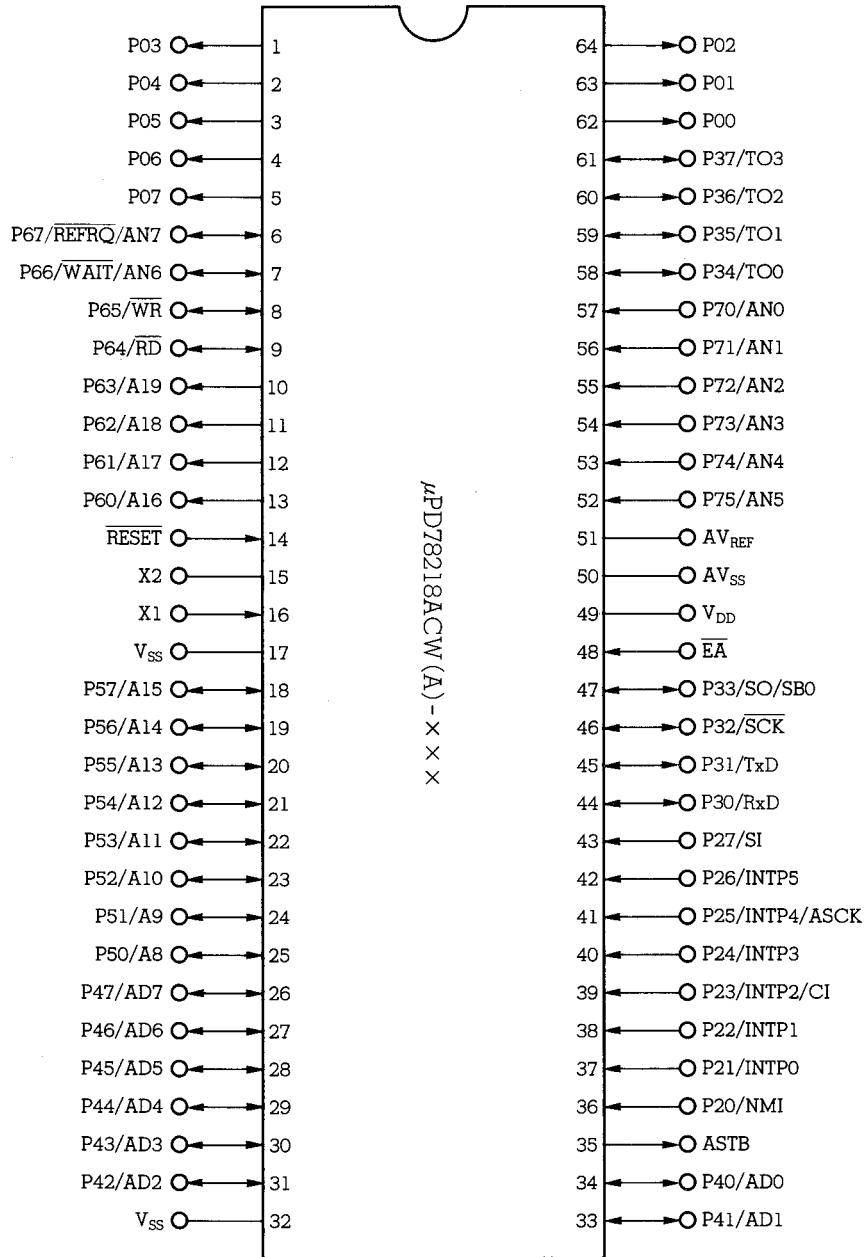 P03 1 64 P02
P04 2 63 P01
P05 3 62 P00
P06 4 61 P37/TO3
P07 5 60 P36/TO2
P67/R̅E̅F̅R̅Q̅/AN7 6 59 P35/TO1
P66/W̅A̅I̅T̅/AN6 7 58 P34/TO0
P65/W̅R̅ 8 57 P70/AN0
P64/R̅D̅ 9 56 P71/AN1
P63/A19 10 55 P72/AN2
P62/A18 11 54 P73/AN3
P61/A17 12 53 P74/AN4
P60/A16 13 52 P75/AN5
R̅E̅S̅E̅T̅ 14 51 AVREF
X2 15 50 AVSS
X1 16 49 VDD
VSS 17 48 E̅A̅
P57/A15 18 47 P33/SO/SB0
P56/A14 19 46 P32/S̅C̅K̅
P55/A13 20 45 P31/TxD
P54/A12 21 44 P30/RxD
P53/A11 22 43 P27/SI
P52/A10 23 42 P26/INTP5
P51/A9 24 41 P25/INTP4/ASCK
P50/A8 25 40 P24/INTP3
P47/AD7 26 39 P23/INTP2/CI
P46/AD6 27 38 P22/INTP1
P45/AD5 28 37 P21/INTP0
P44/AD4 29 36 P20/NMI
P43/AD3 30 35 ASTB
P42/AD2 31 34 P40/AD0
VSS 32 33 P41/AD1
μPD78218ACW(A)-×××